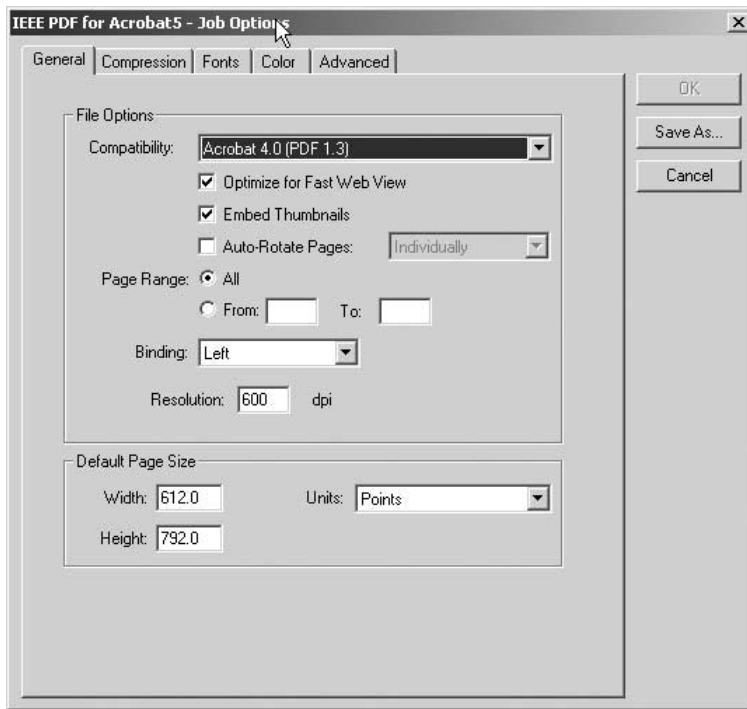 IEEE PDF for Acrobat5 - Job Options
General Compression Fonts Color Advanced
OK
Save As...
Cancel
File Options
Compatibility: Acrobat 4.0 (PDF 1.3)
Optimize for Fast Web View
Embed Thumbnails
Auto-Rotate Pages: Individually
Page Range: All
From: To:
Binding: Left
Resolution: 600 dpi
Default Page Size
Width: 612.0 Units: Points
Height: 792.0